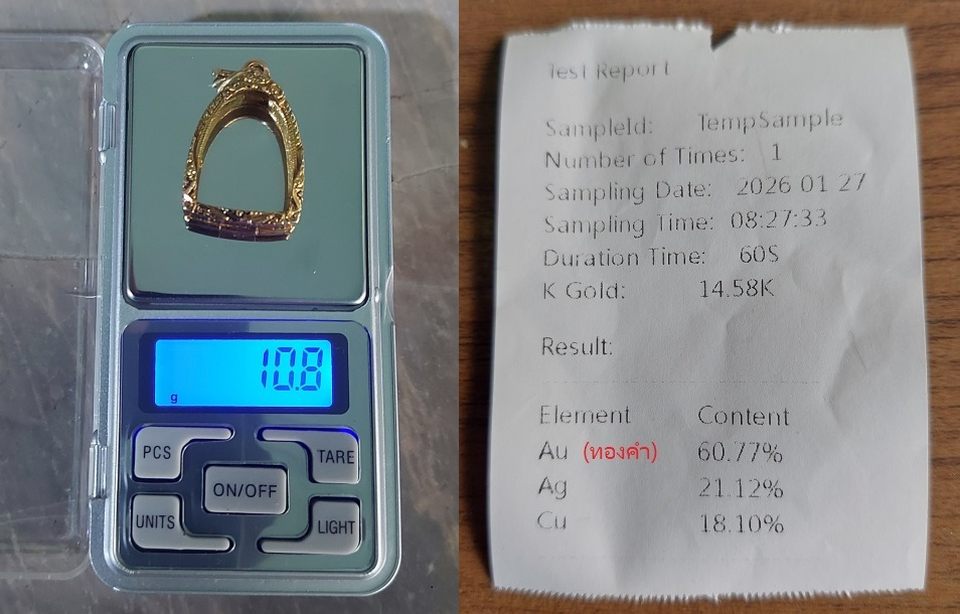 10.8
g
PCS
TARE
ON/OFF
UNITS
LIGHT
Test Report
SampleId: TempSample
Number of Times: 1
Sampling Date: 2026 01 27
Sampling Time: 08:27:33
Duration Time: 60S
K Gold: 14.58K
Result:
Element Content
Au (ทองคำ) 60.77%
Ag 21.12%
Cu 18.10%